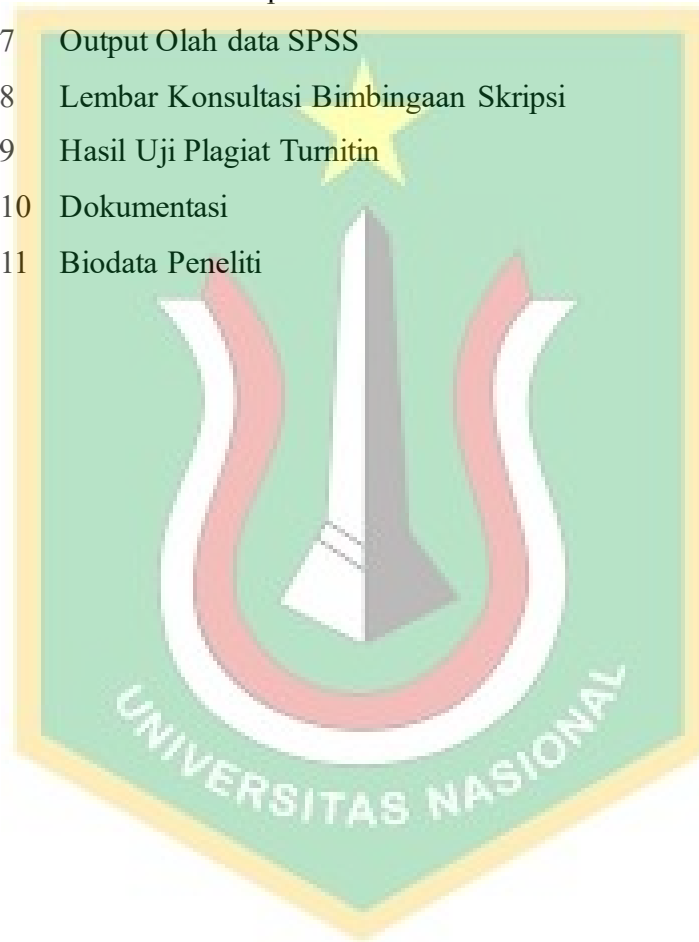 7 Output Olah data SPSS
8 Lembar Konsultasi Bimbingaan Skripsi
9 Hasil Uji Plagiat Turnitin
10 Dokumentasi
11 Biodata Peneliti
UNIVERSITAS NASIONAL